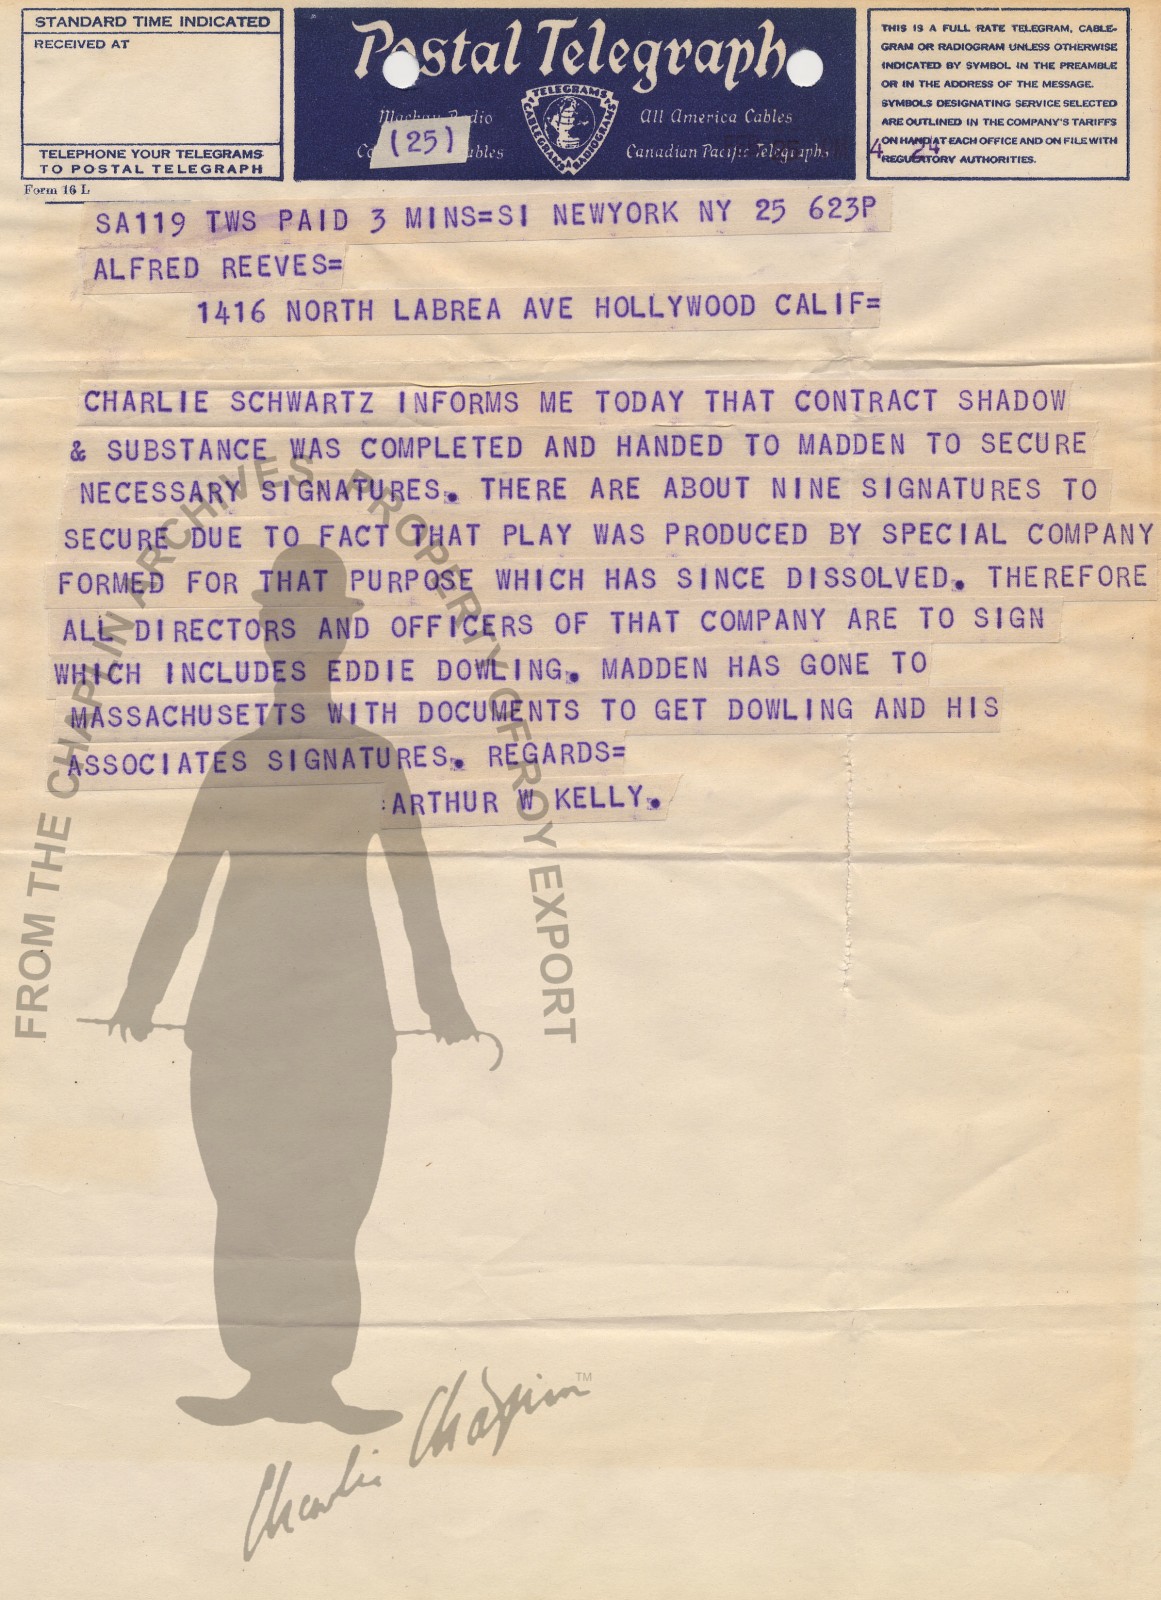 STANDARD TIME INDICATED
RECEIVED AT
TELEPHONE YOUR TELEGRAMS
TO POSTAL TELEGRAPH
Form 16 L
Postal Telegraph
Mackay Radio
All America Cables
(25)
Canadian Pacific Telegraphs
TELEGRAMS
CABLEGRAMS
RADIOGRAMS
THIS IS A FULL RATE TELEGRAM, CABLE-
GRAM OR RADIOGRAM UNLESS OTHERWISE
INDICATED BY SYMBOL IN THE PREAMBLE
OR IN THE ADDRESS OF THE MESSAGE.
SYMBOLS DESIGNATING SERVICE SELECTED
ARE OUTLINED IN THE COMPANY'S TARIFFS
ON HAND AT EACH OFFICE AND ON FILE WITH
REGULATORY AUTHORITIES.
4 24
SA119 TWS PAID 3 MINS=SI NEWYORK NY 25 623P
ALFRED REEVES=
1416 NORTH LABREA AVE HOLLYWOOD CALIF=
CHARLIE SCHWARTZ INFORMS ME TODAY THAT CONTRACT SHADOW
& SUBSTANCE WAS COMPLETED AND HANDED TO MADDEN TO SECURE
NECESSARY SIGNATURES. THERE ARE ABOUT NINE SIGNATURES TO
SECURE DUE TO FACT THAT PLAY WAS PRODUCED BY SPECIAL COMPANY
FORMED FOR THAT PURPOSE WHICH HAS SINCE DISSOLVED. THEREFORE
ALL DIRECTORS AND OFFICERS OF THAT COMPANY ARE TO SIGN
WHICH INCLUDES EDDIE DOWLING. MADDEN HAS GONE TO
MASSACHUSETTS WITH DOCUMENTS TO GET DOWLING AND HIS
ASSOCIATES SIGNATURES. REGARDS=
:ARTHUR W KELLY.
FROM THE CHAPLIN ARCHIVES PROPERTY OF ROY EXPORT
Charlie Chaplin™